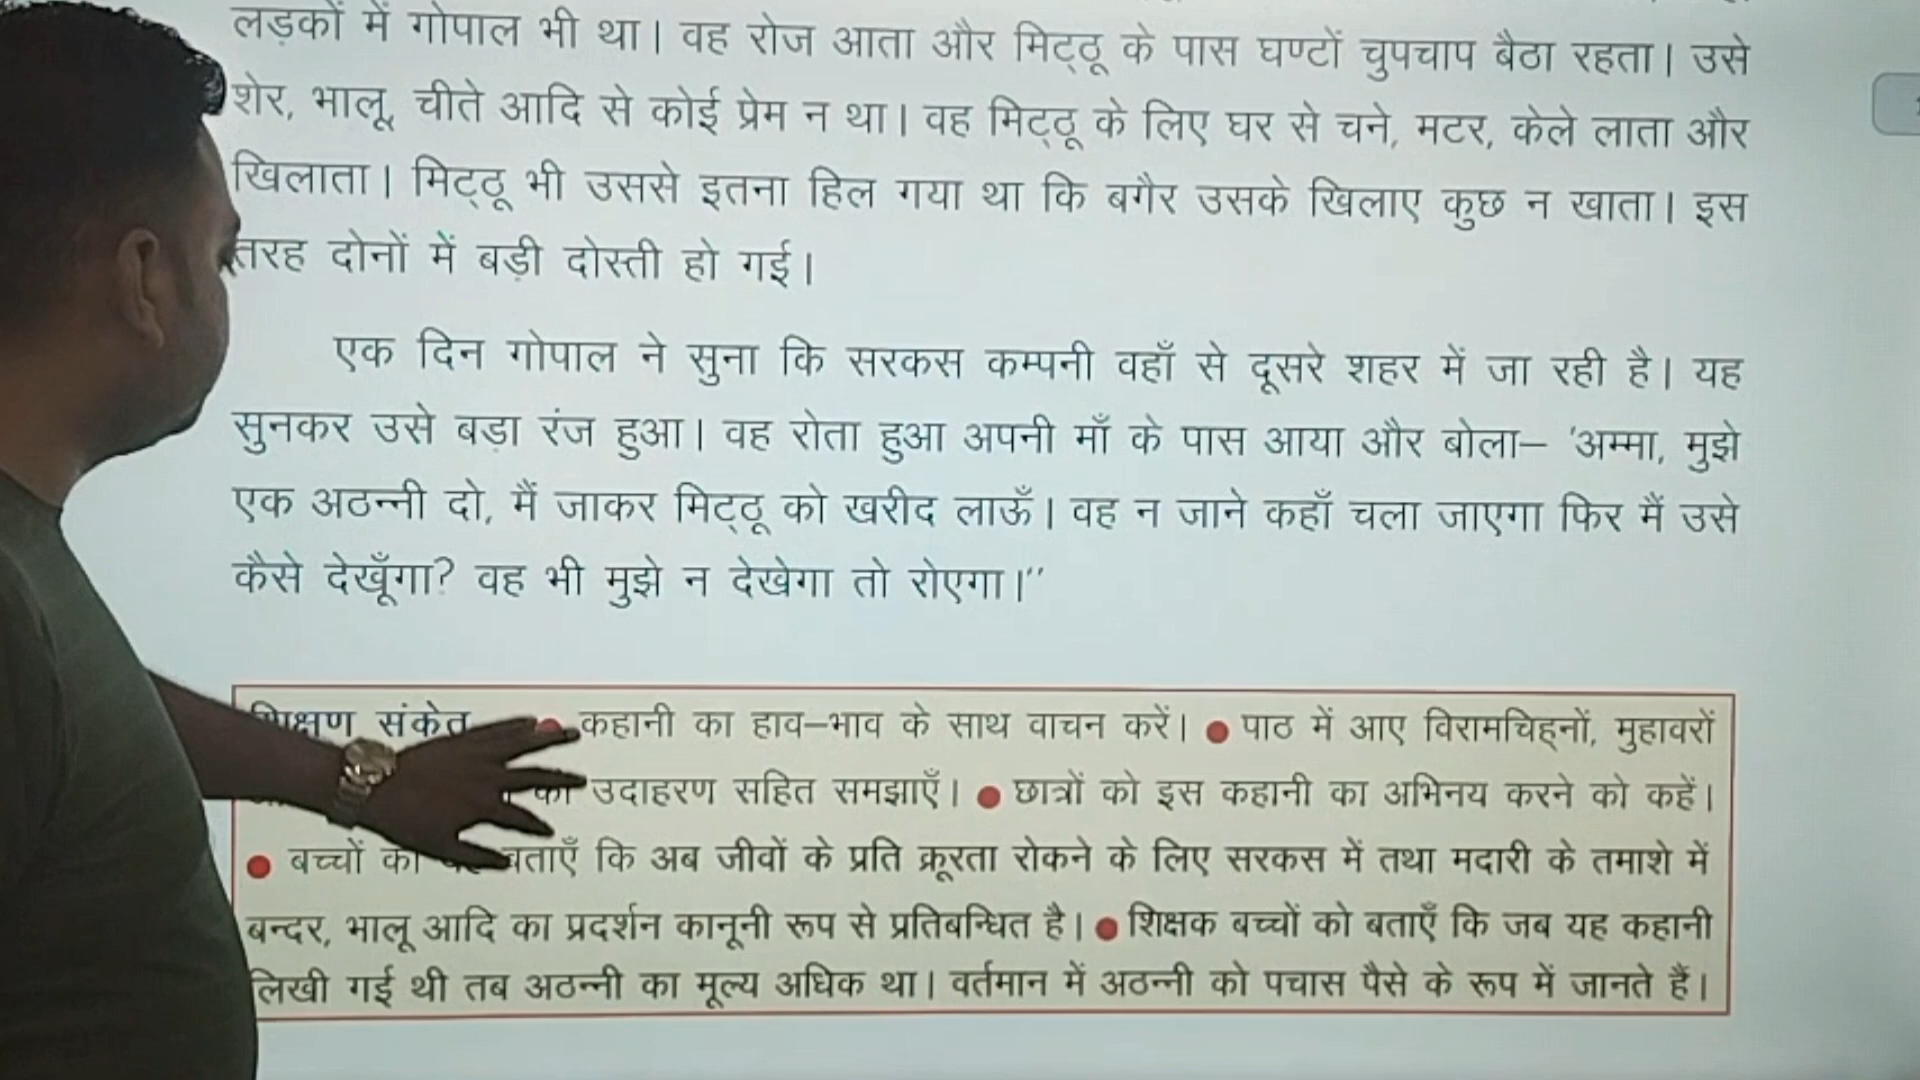 लड़कों में गोपाल भी था। वह रोज आता और मिट्ठू के पास घण्टों चुपचाप बैठा रहता। उसे
शेर, भालू, चीते आदि से कोई प्रेम न था। वह मिट्ठू के लिए घर से चने, मटर, केले लाता और
खिलाता। मिट्ठू भी उससे इतना हिल गया था कि बगैर उसके खिलाए कुछ न खाता। इस
तरह दोनों में बड़ी दोस्ती हो गई।
एक दिन गोपाल ने सुना कि सरकस कम्पनी वहाँ से दूसरे शहर में जा रही है। यह
सुनकर उसे बड़ा रंज हुआ। वह रोता हुआ अपनी माँ के पास आया और बोला– 'अम्मा, मुझे
एक अठन्नी दो, मैं जाकर मिट्ठू को खरीद लाऊँ। वह न जाने कहाँ चला जाएगा फिर मैं उसे
कैसे देखूँगा? वह भी मुझे न देखेगा तो रोएगा।''
शिक्षण संकेत ● कहानी का हाव–भाव के साथ वाचन करें। ● पाठ में आए विरामचिह्नों, मुहावरों
को उदाहरण सहित समझाएँ। ● छात्रों को इस कहानी का अभिनय करने को कहें।
● बच्चों को बताएँ कि अब जीवों के प्रति क्रूरता रोकने के लिए सरकस में तथा मदारी के तमाशे में
बन्दर, भालू आदि का प्रदर्शन कानूनी रूप से प्रतिबन्धित है। ● शिक्षक बच्चों को बताएँ कि जब यह कहानी
लिखी गई थी तब अठन्नी का मूल्य अधिक था। वर्तमान में अठन्नी को पचास पैसे के रूप में जानते हैं।